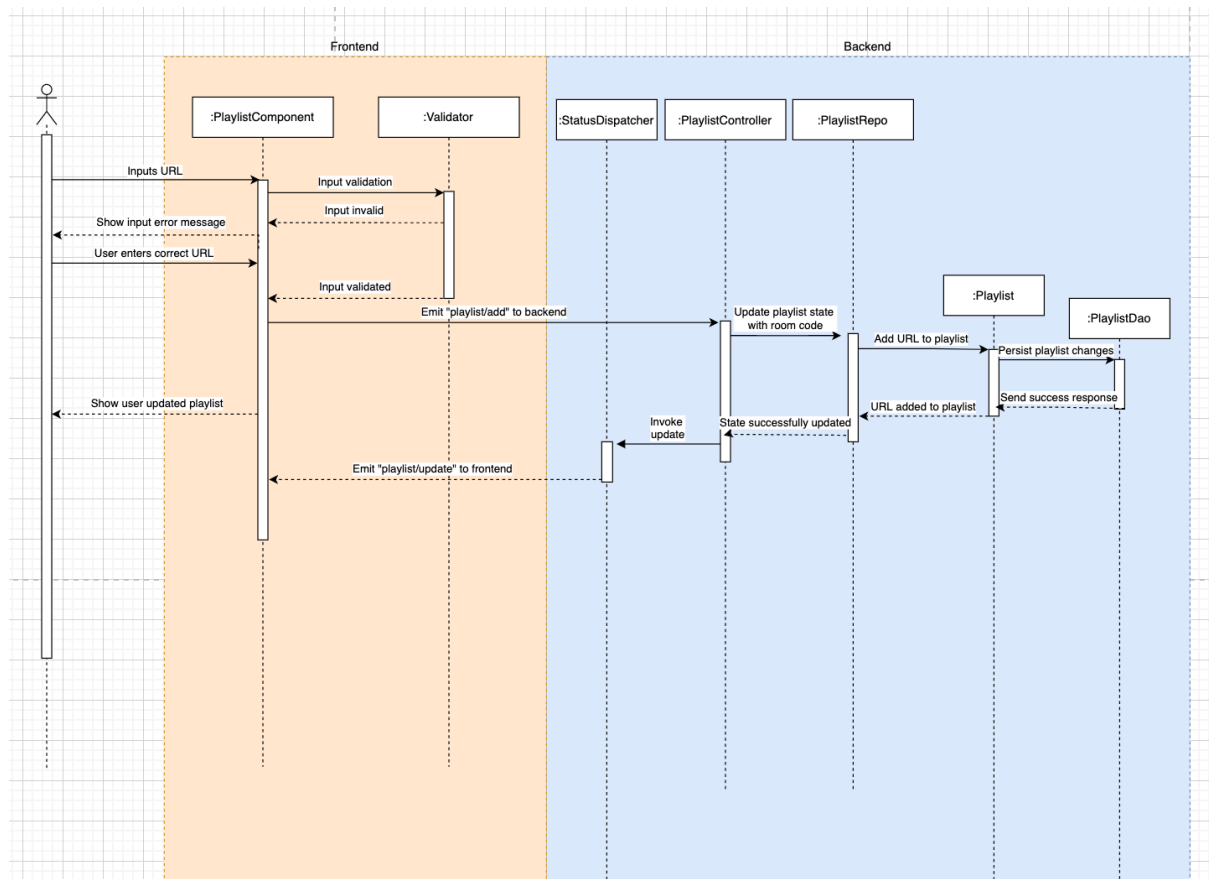 Frontend
Backend
:PlaylistComponent
:Validator
:StatusDispatcher
:PlaylistController
:PlaylistRepo
Inputs URL
Input validation
Input invalid
Show input error message
User enters correct URL
Input validated
:Playlist
:PlaylistDao
Emit "playlist/add" to backend
Update playlist state
with room code
Add URL to playlist
Persist playlist changes
Send success response
Show user updated playlist
URL added to playlist
State successfully updated
Invoke
update
Emit "playlist/update" to frontend